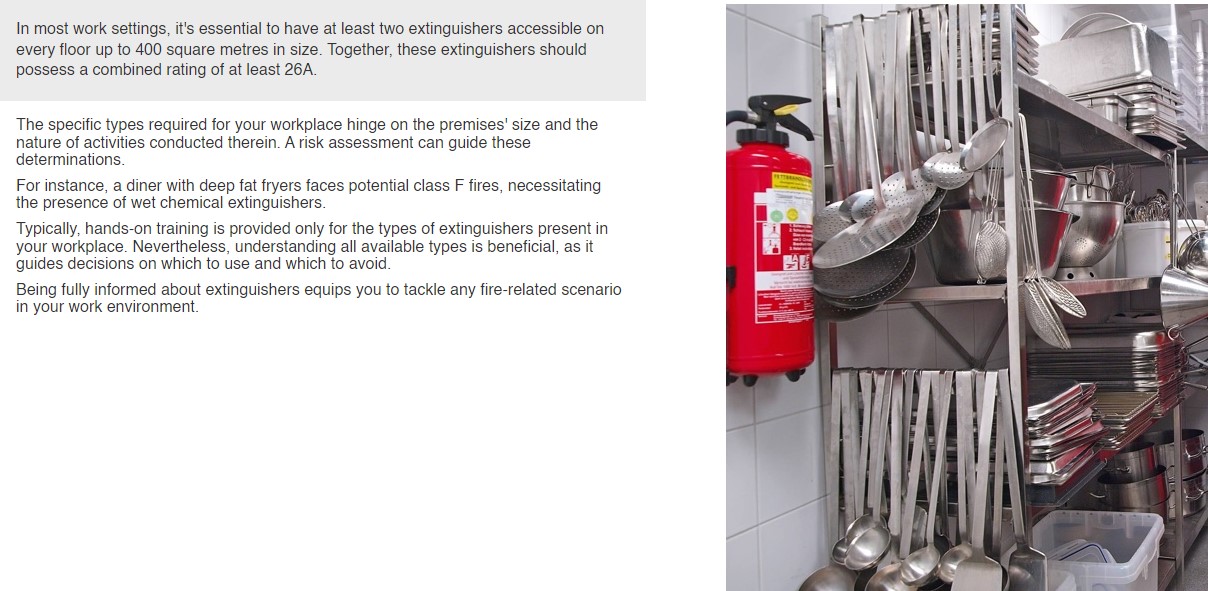 In most work settings, it's essential to have at least two extinguishers accessible on
every floor up to 400 square metres in size. Together, these extinguishers should
possess a combined rating of at least 26A.
The specific types required for your workplace hinge on the premises' size and the
nature of activities conducted therein. A risk assessment can guide these
determinations.
For instance, a diner with deep fat fryers faces potential class F fires, necessitating
the presence of wet chemical extinguishers.
Typically, hands-on training is provided only for the types of extinguishers present in
your workplace. Nevertheless, understanding all available types is beneficial, as it
guides decisions on which to use and which to avoid.
Being fully informed about extinguishers equips you to tackle any fire-related scenario
in your work environment.